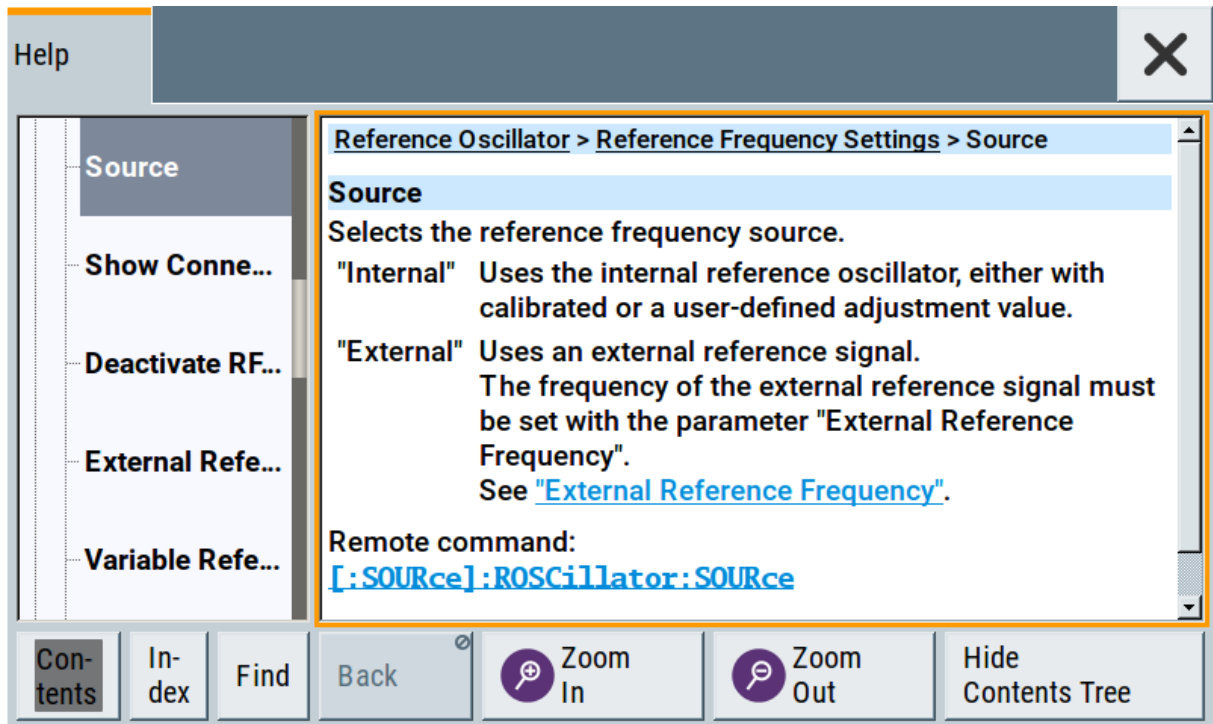 Help
Source
Show Conne...
Deactivate RF...
External Refe...
Variable Refe...
Reference Oscillator > Reference Frequency Settings > Source
Source
Selects the reference frequency source.
"Internal" Uses the internal reference oscillator, either with
calibrated or a user-defined adjustment value.
"External" Uses an external reference signal.
The frequency of the external reference signal must
be set with the parameter "External Reference
Frequency".
See "External Reference Frequency".
Remote command:
[:SOURce]:ROSCillator:SOURce
Con-
tents
In-
dex
Find
Back
Zoom
In
Zoom
Out
Hide
Contents Tree